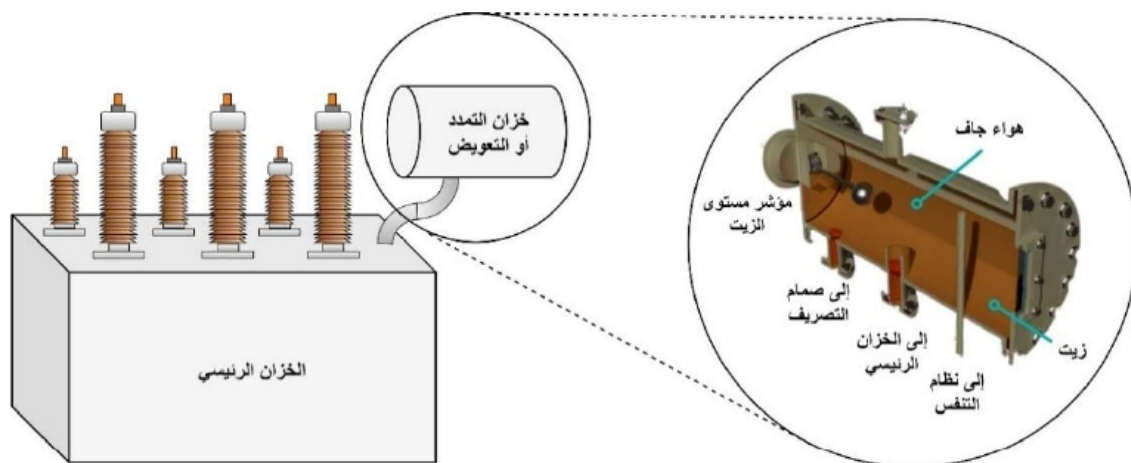 خزان التمدد
أو التعويض
الخزان الرئيسي
هواء جاف
مؤشر مستوى
الزيت
إلى صمام
التصريف
إلى الخزان
الرئيسي
إلى نظام
التنفس
زيت